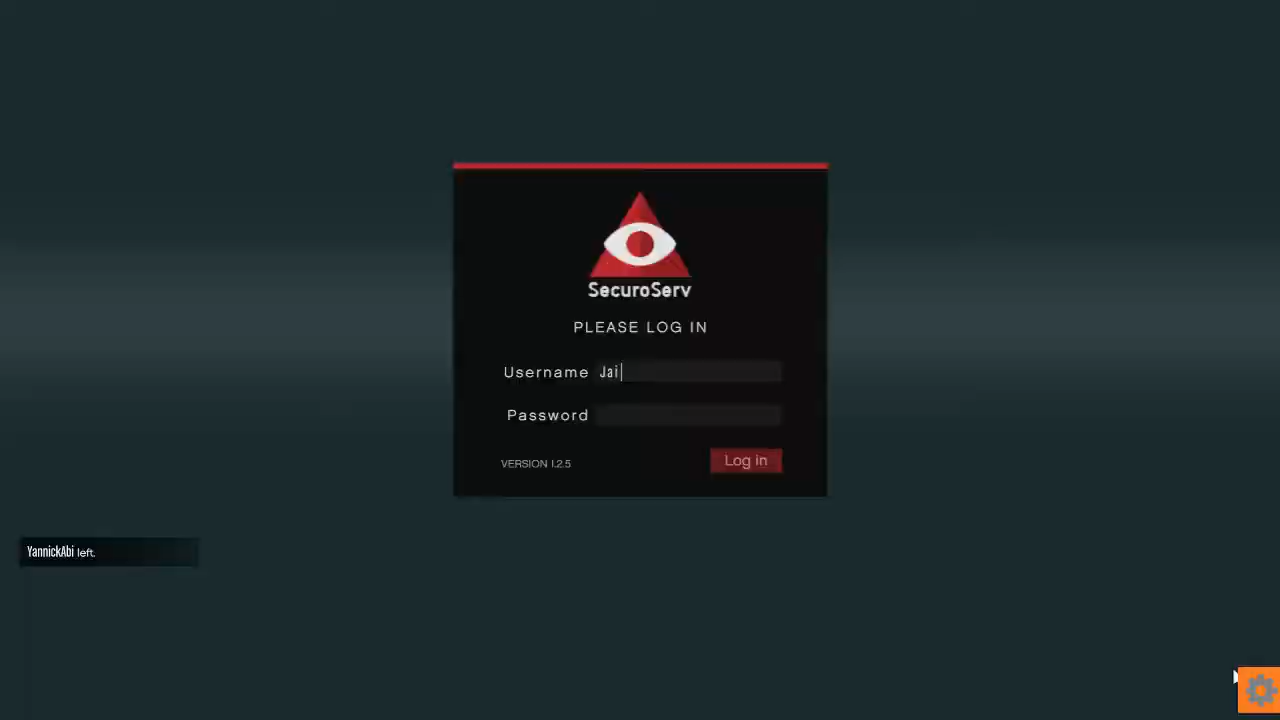 SecuroServ
PLEASE LOG IN
Username Jai
Password
VERSION 1.2.5 Log in
YannickAbi left.